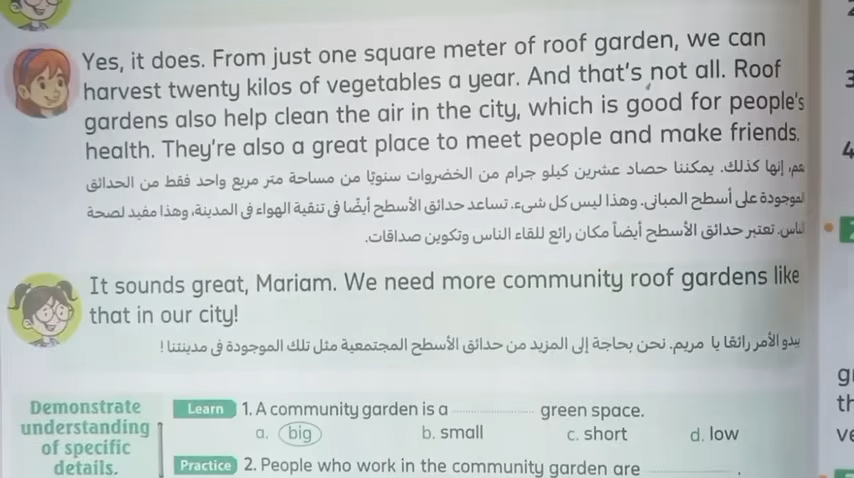 Yes, it does. From just one square meter of roof garden, we can
harvest twenty kilos of vegetables a year. And that's not all. Roof
gardens also help clean the air in the city, which is good for people's
health. They're also a great place to meet people and make friends.
إنها كذلك. يمكننا حصاد عشرين كيلو جرام من الخضروات سنويًا من مساحة متر مربع واحد فقط من الحدائق
الموجودة على أسطح المبانى. وهذا ليس كل شىء. تساعد حدائق الأسطح أيضًا فى تنقية الهواء فى المدينة، وهذا مفيد لصحة
الناس. تعتبر حدائق الأسطح أيضاً مكان رائع للقاء الناس وتكوين صداقات.
It sounds great, Mariam. We need more community roof gardens like
that in our city!
يبدو الأمر رائعًا يا مريم. نحن بحاجة إلى المزيد من حدائق الأسطح المجتمعية مثل تلك الموجودة فى مدينتنا !
Demonstrate
understanding
of specific
details.
Learn 1. A community garden is a .................... green space.
a. big b. small c. short d. low
Practice 2. People who work in the community garden are .................... .
3
4